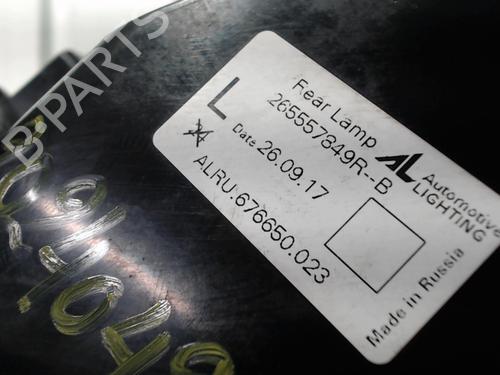 B-PARTS
L
Rear Lamp
265557849R--B
Date 26.09.17
ALRU.676650.023
AL Automotive
LIGHTING
Made in Russia